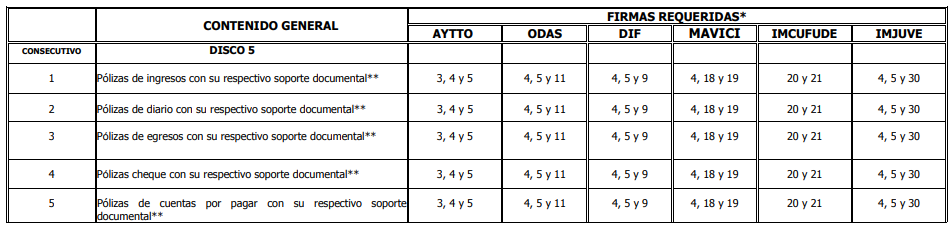 CONTENIDO GENERAL FIRMAS REQUERIDAS*
AYTTO ODAS DIF MAVICI IMCUFUDE IMJUVE
CONSECUTIVO DISCO 5
1 Pólizas de ingresos con su respectivo soporte documental** 3, 4 y 5 4, 5 y 11 4, 5 y 9 4, 18 y 19 20 y 21 4, 5 y 30
2 Pólizas de diario con su respectivo soporte documental** 3, 4 y 5 4, 5 y 11 4, 5 y 9 4, 18 y 19 20 y 21 4, 5 y 30
3 Pólizas de egresos con su respectivo soporte documental** 3, 4 y 5 4, 5 y 11 4, 5 y 9 4, 18 y 19 20 y 21 4, 5 y 30
4 Pólizas cheque con su respectivo soporte documental** 3, 4 y 5 4, 5 y 11 4, 5 y 9 4, 18 y 19 20 y 21 4, 5 y 30
5 Pólizas de cuentas por pagar con su respectivo soporte 3, 4 y 5 4, 5 y 11 4, 5 y 9 4, 18 y 19 20 y 21 4, 5 y 30
documental**